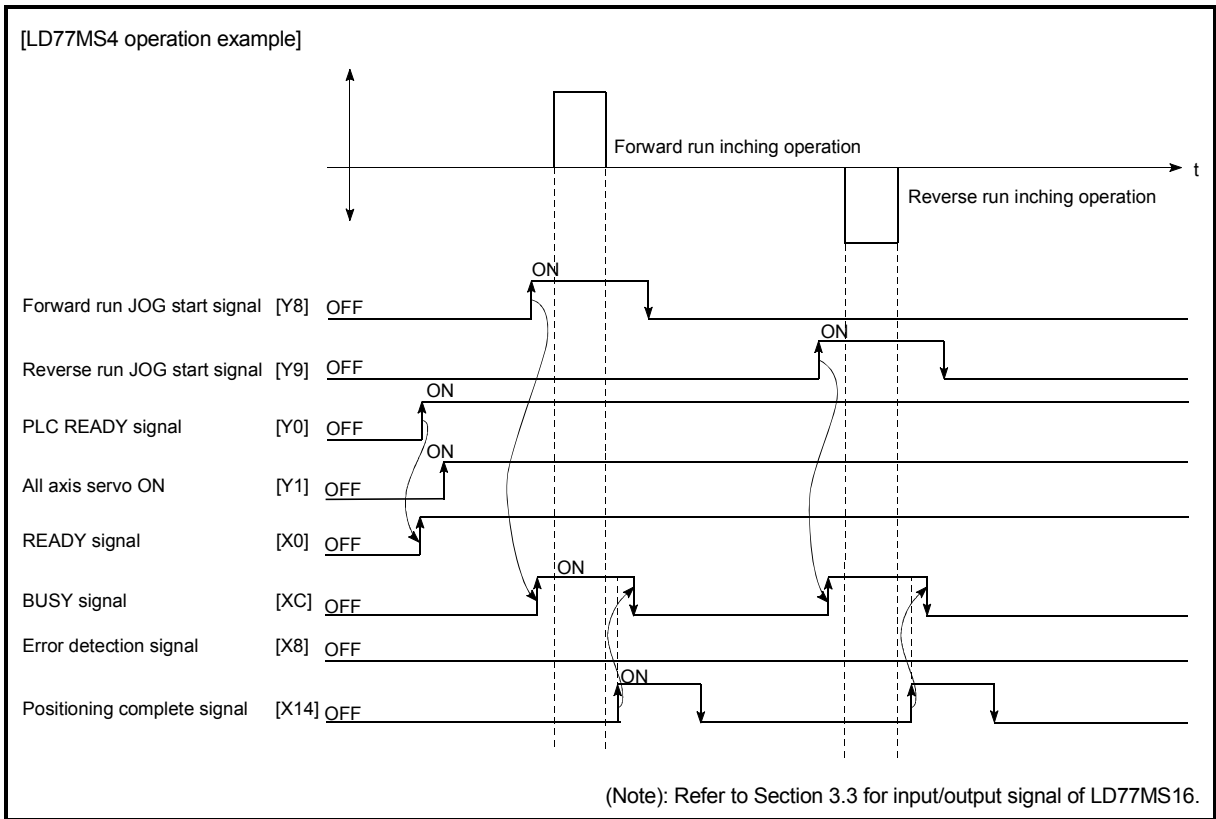 [LD77MS4 operation example]
Forward run inching operation
t
Reverse run inching operation
ON
Forward run JOG start signal [Y8] OFF
ON
Reverse run JOG start signal [Y9] OFF
ON
PLC READY signal [Y0] OFF
ON
All axis servo ON [Y1] OFF
READY signal [X0] OFF
ON
BUSY signal [XC] OFF
Error detection signal [X8] OFF
ON
Positioning complete signal [X14] OFF
(Note): Refer to Section 3.3 for input/output signal of LD77MS16.